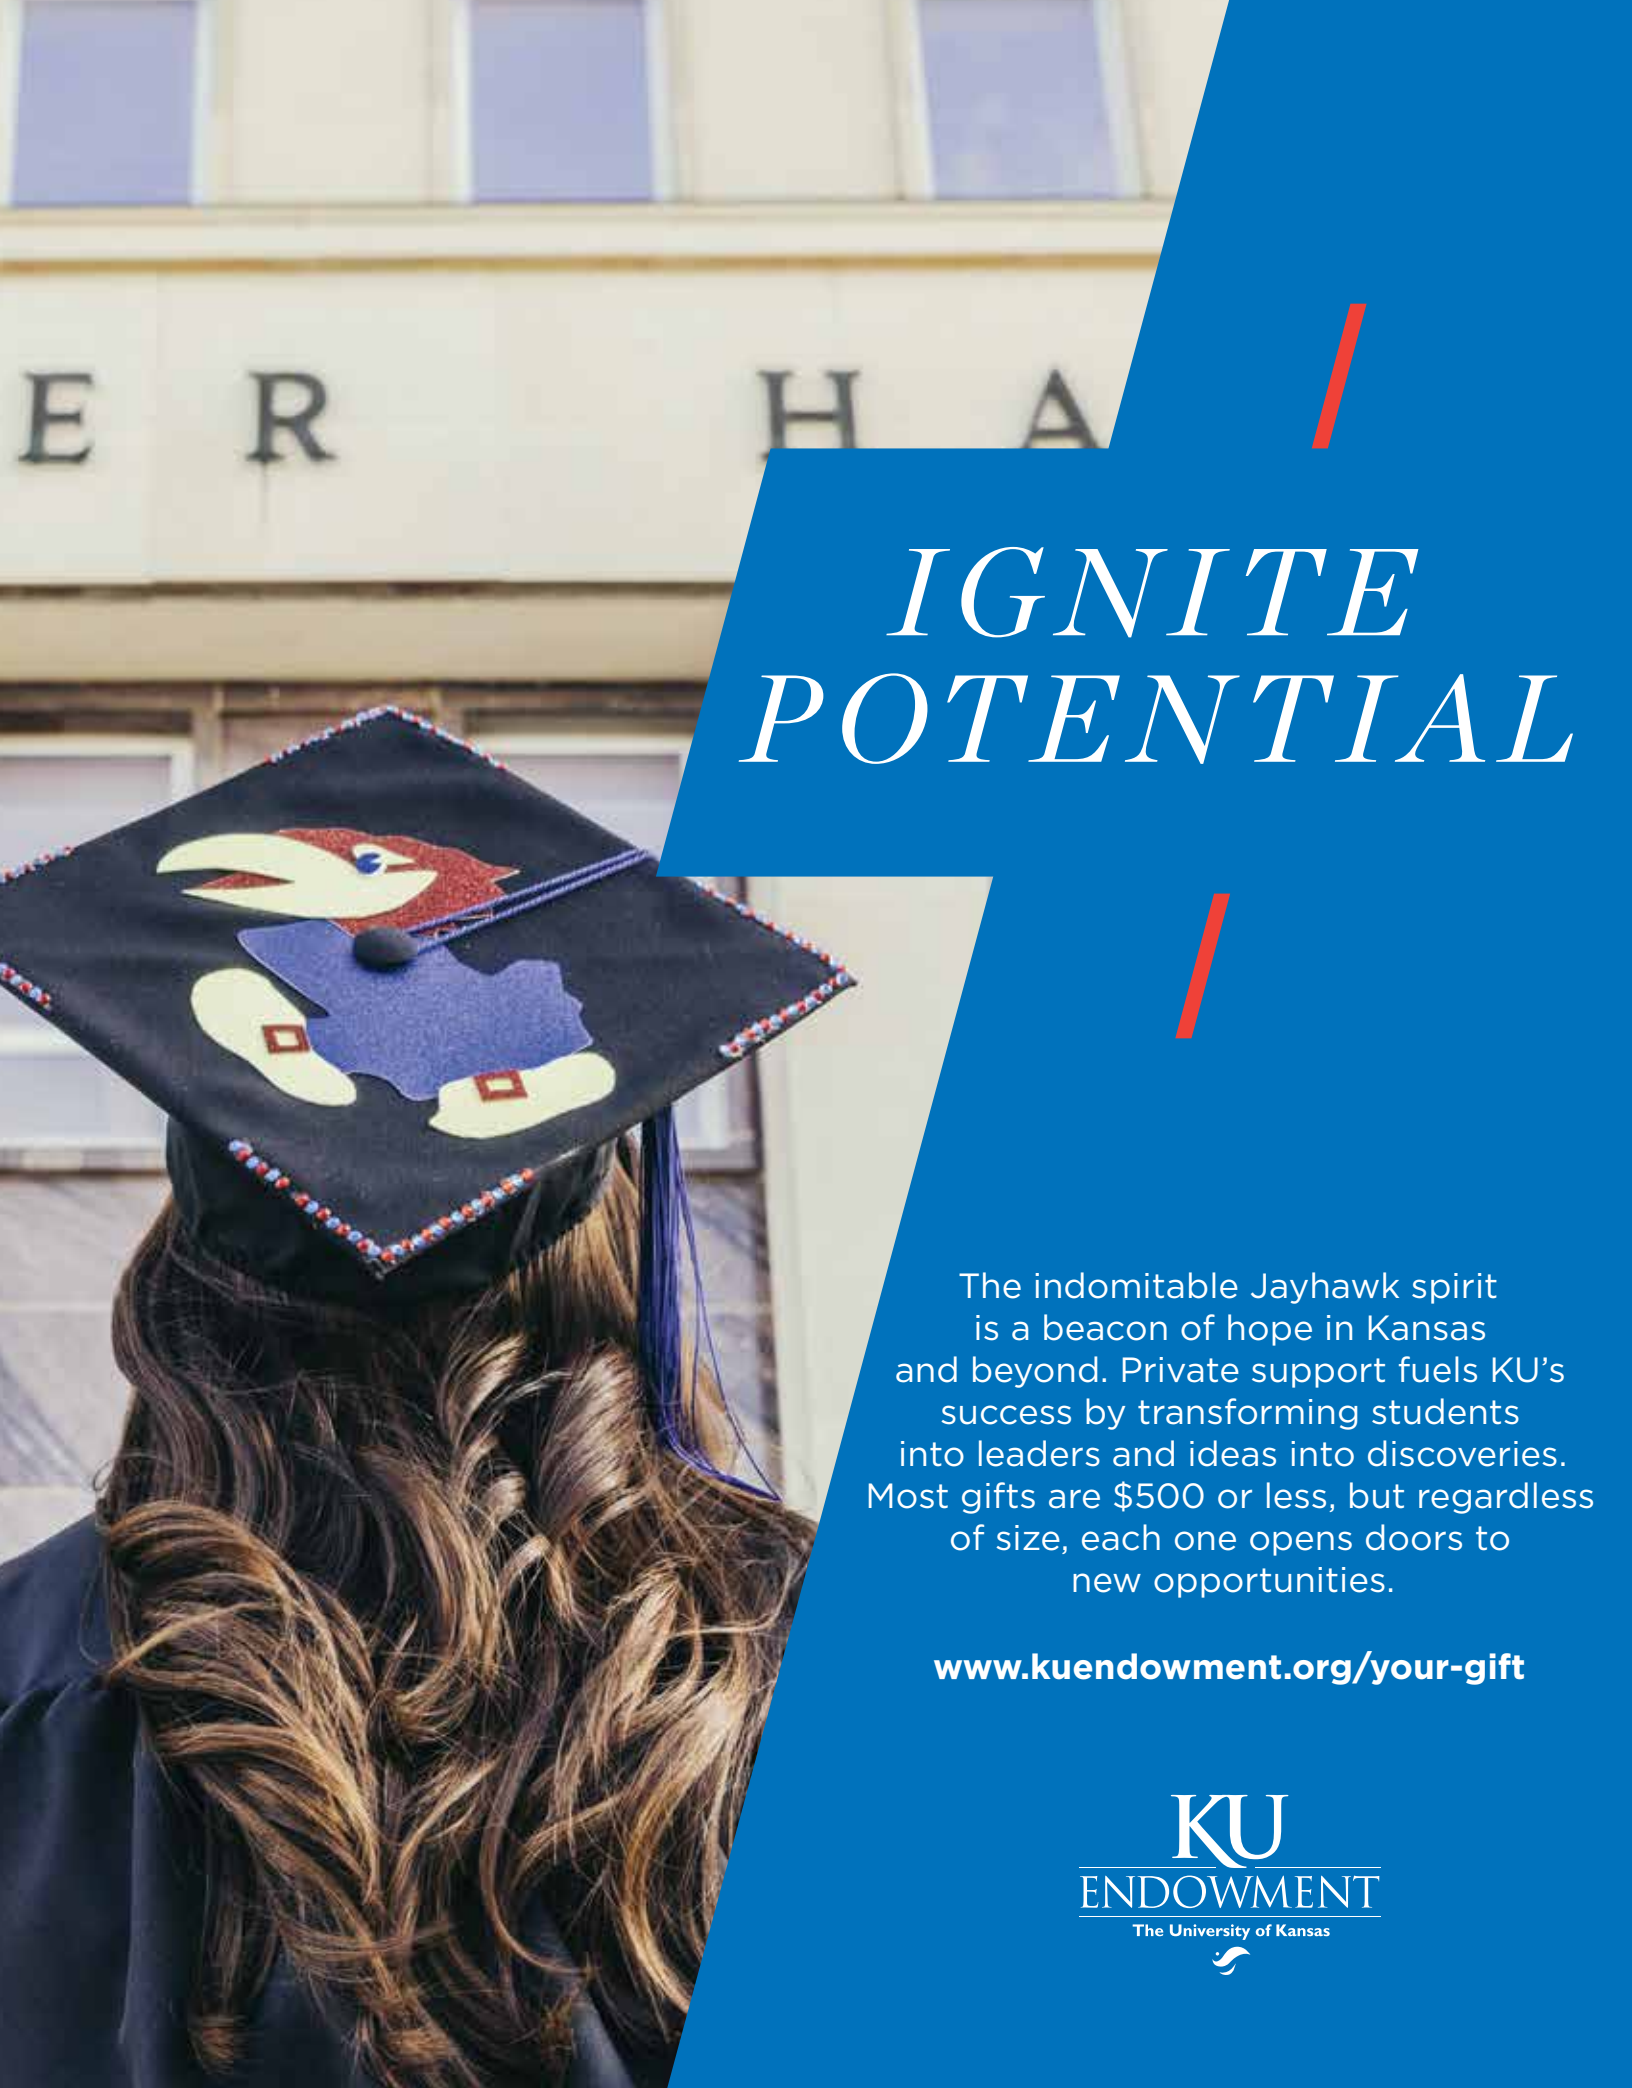 E R H A
IGNITE
POTENTIAL
The indomitable Jayhawk spirit
is a beacon of hope in Kansas
and beyond. Private support fuels KU’s
success by transforming students
into leaders and ideas into discoveries.
Most gifts are $500 or less, but regardless
of size, each one opens doors to
new opportunities.
www.kuendowment.org/your-gift
KU
ENDOWMENT
The University of Kansas